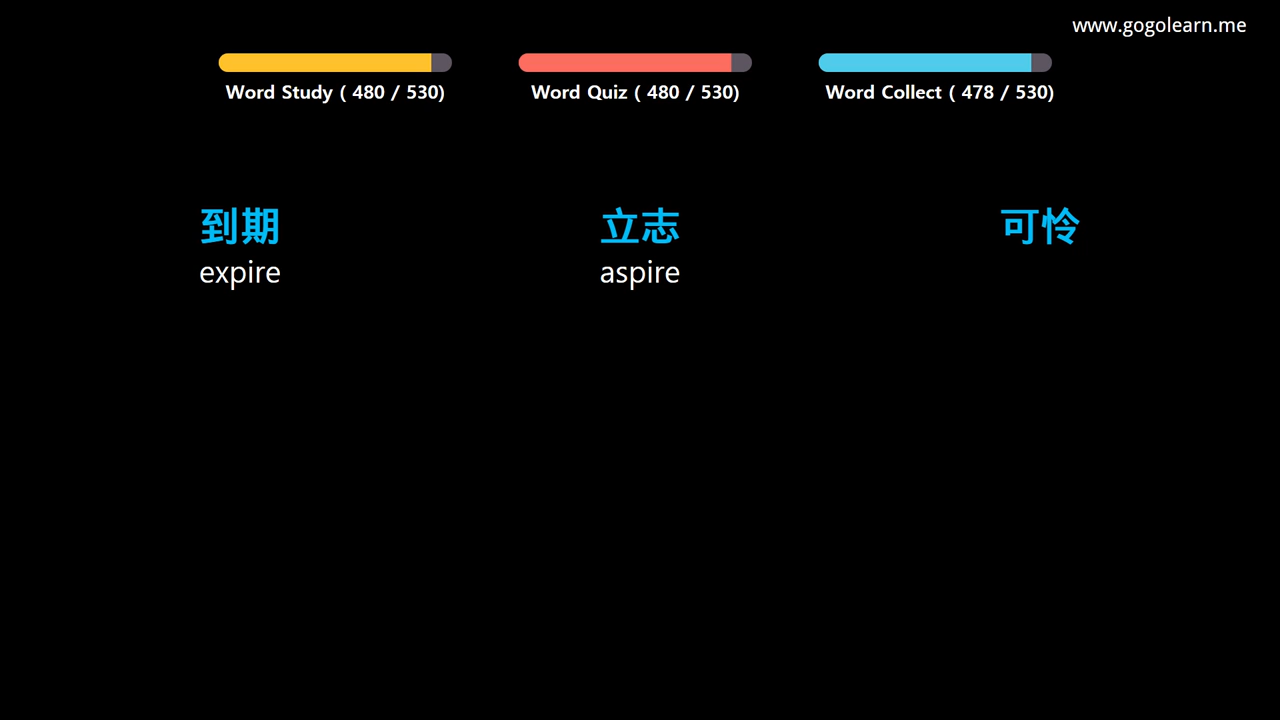 www.gogolearn.me
Word Study ( 480 / 530)
Word Quiz ( 480 / 530)
Word Collect ( 478 / 530)
到期
立志
可怜
expire
aspire